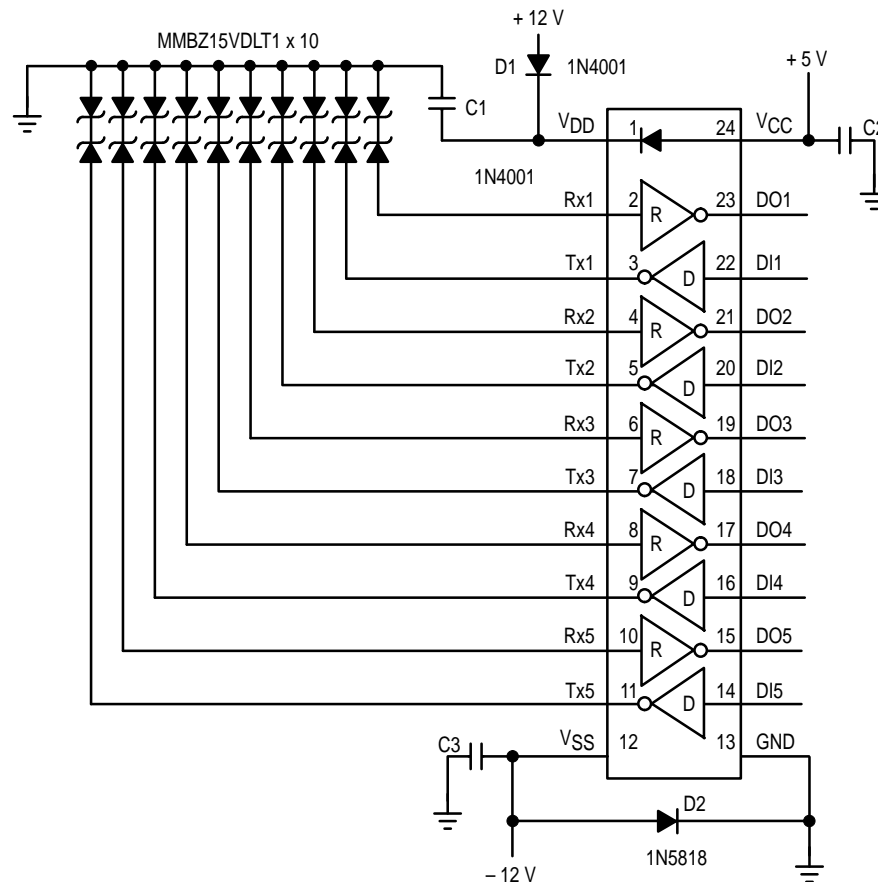 + 12 V
MMBZ15VDLT1 x 10
D1
1N4001
+ 5 V
C1
VDD
1
24
VCC
C2
1N4001
Rx1
2
R
23
DO1
Tx1
3
D
22
DI1
Rx2
4
R
21
DO2
Tx2
5
D
20
DI2
Rx3
6
R
19
DO3
Tx3
7
D
18
DI3
Rx4
8
R
17
DO4
Tx4
9
D
16
DI4
Rx5
10
R
15
DO5
Tx5
11
D
14
DI5
C3
VSS
12
13
GND
D2
1N5818
– 12 V